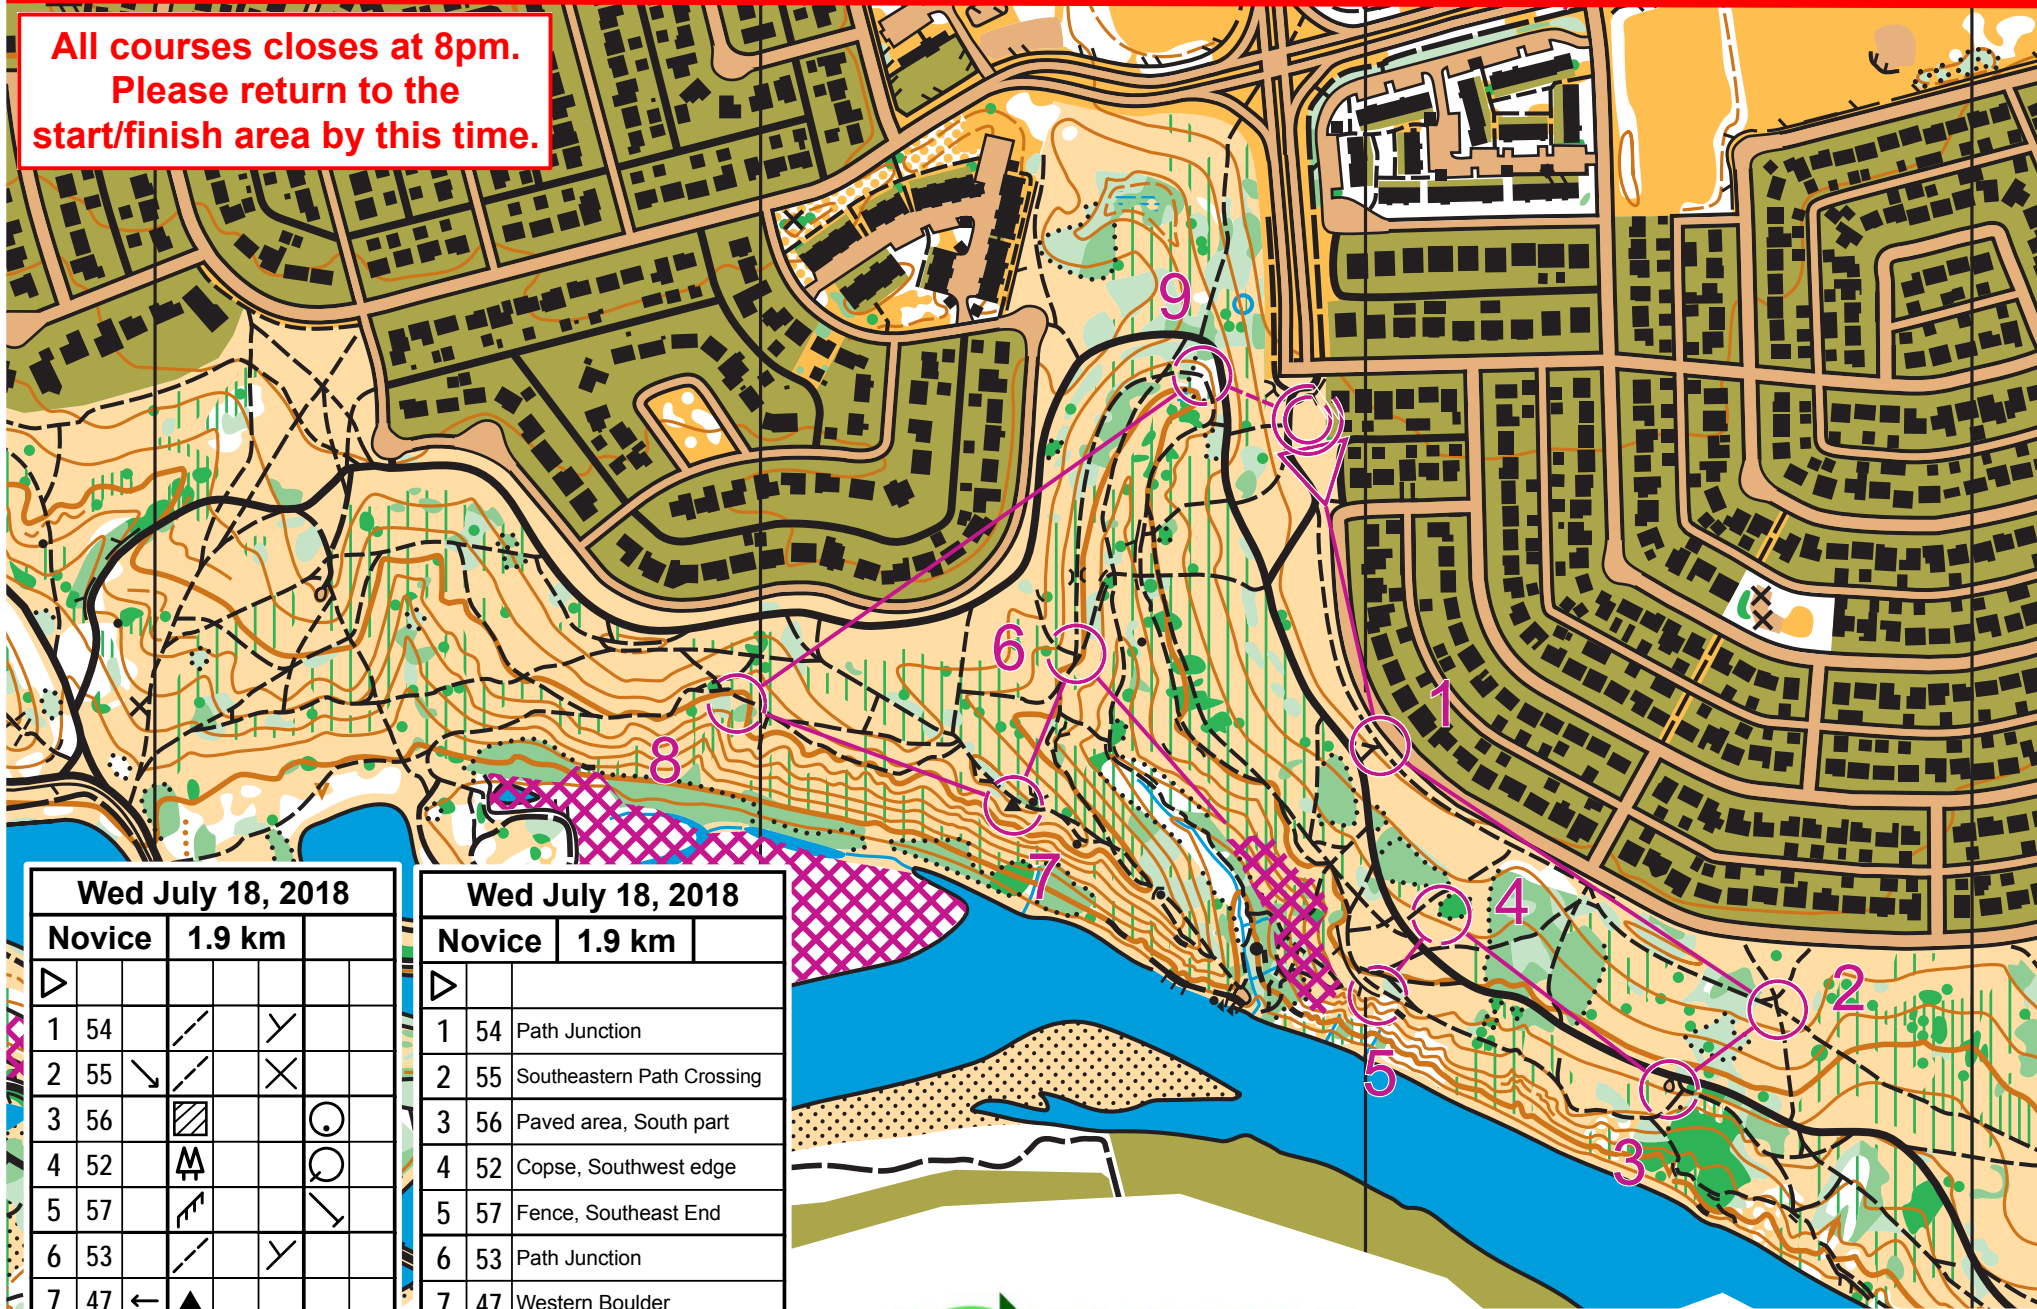 All courses closes at 8pm.
Please return to the
start/finish area by this time.
9
6
1
8
7
4
2
5
3
Wed July 18, 2018
Novice 1.9 km
1 54
2 55
3 56
4 52
5 57
6 53
7 47
Wed July 18, 2018
Novice 1.9 km
1 54 Path Junction
2 55 Southeastern Path Crossing
3 56 Paved area, South part
4 52 Copse, Southwest edge
5 57 Fence, Southeast End
6 53 Path Junction
7 47 Western Boulder